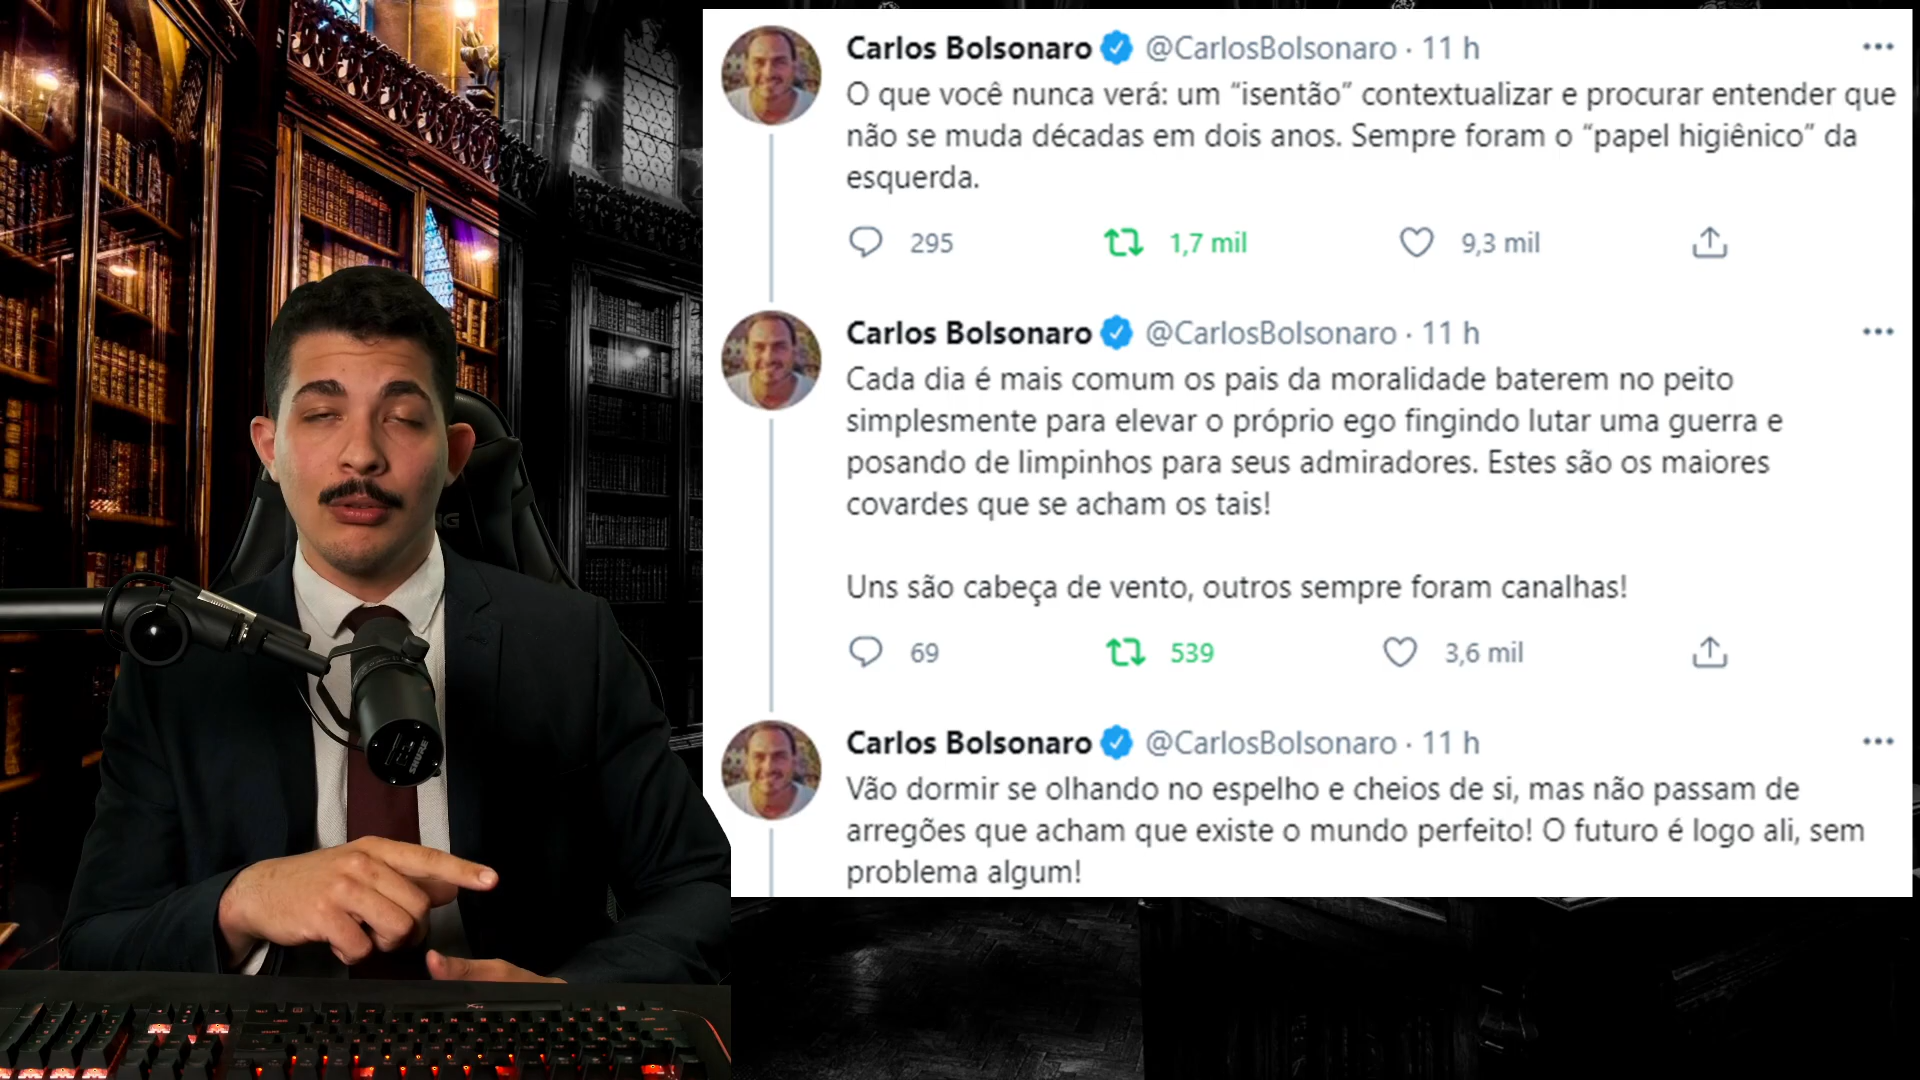 Carlos Bolsonaro @CarlosBolsonaro · 11 h
O que você nunca verá: um “isentão” contextualizar e procurar entender que
não se muda décadas em dois anos. Sempre foram o “papel higiênico” da
esquerda.
295 1,7 mil 9,3 mil
Carlos Bolsonaro @CarlosBolsonaro · 11 h
Cada dia é mais comum os pais da moralidade baterem no peito
simplesmente para elevar o próprio ego fingindo lutar uma guerra e
posando de limpinhos para seus admiradores. Estes são os maiores
covardes que se acham os tais!
Uns são cabeça de vento, outros sempre foram canalhas!
69 539 3,6 mil
Carlos Bolsonaro @CarlosBolsonaro · 11 h
Vão dormir se olhando no espelho e cheios de si, mas não passam de
arregões que acham que existe o mundo perfeito! O futuro é logo ali, sem
problema algum!
SHURE